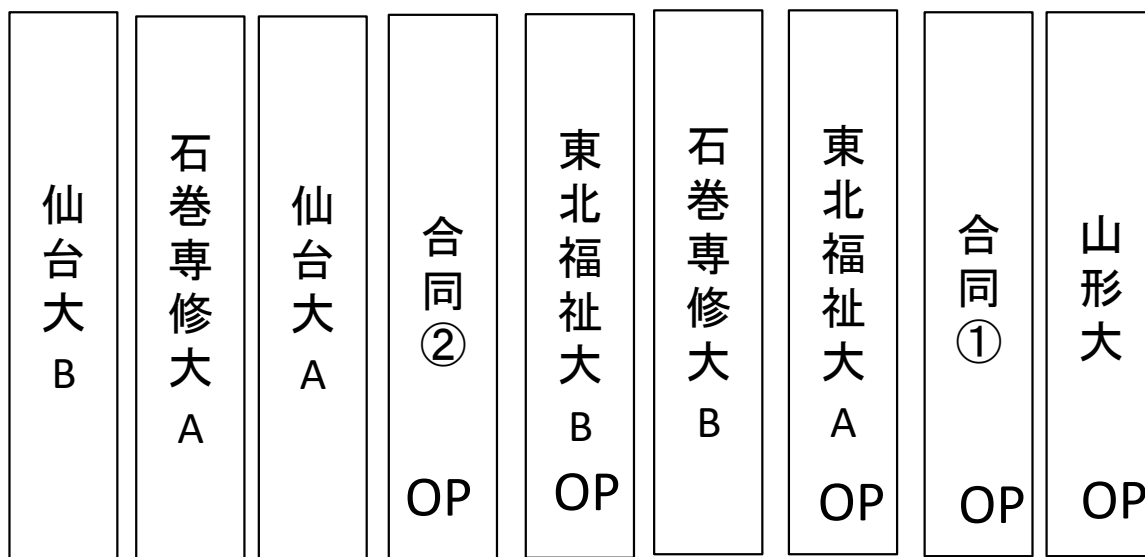 仙台大 B
石巻専修大 A
仙台大 A
合同② OP
東北福祉大 B OP
石巻専修大 B
東北福祉大 A OP
合同① OP
山形大 OP